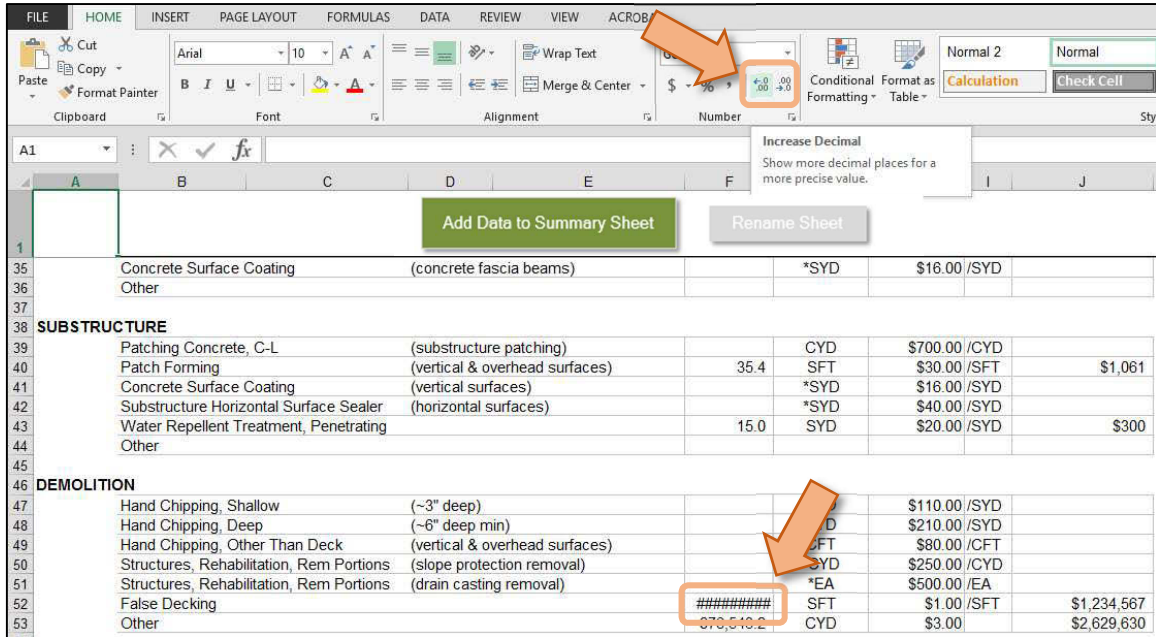 FILE HOME INSERT PAGE LAYOUT FORMULAS DATA REVIEW VIEW
Cut
Copy
Format Painter
Paste
Clipboard
Arial 10 A A
B I U A
Font
Wrap Text
Merge & Center
Alignment
$ % ,
Number
Conditional Formatting
Format as Table
Normal 2 Normal
Calculation Check Cell
A1 fx
Increase Decimal
Show more decimal places for a
more precise value.
A B C D E F I J
1 Add Data to Summary Sheet Rename Sheet
35 Concrete Surface Coating (concrete fascia beams) *SYD $16.00 /SYD
36 Other
37
38 SUBSTRUCTURE
39 Patching Concrete, C-L (substructure patching) CYD $700.00 /CYD
40 Patch Forming (vertical & overhead surfaces) 35.4 SFT $30.00 /SFT $1,061
41 Concrete Surface Coating (vertical surfaces) *SYD $16.00 /SYD
42 Substructure Horizontal Surface Sealer (horizontal surfaces) *SYD $40.00 /SYD
43 Water Repellent Treatment, Penetrating 15.0 SYD $20.00 /SYD $300
44 Other
45
46 DEMOLITION
47 Hand Chipping, Shallow (~3" deep) $110.00 /SYD
48 Hand Chipping, Deep (~6" deep min) $210.00 /SYD
49 Hand Chipping, Other Than Deck (vertical & overhead surfaces) CFT $80.00 /CFT
50 Structures, Rehabilitation, Rem Portions (slope protection removal) $250.00 /CYD
51 Structures, Rehabilitation, Rem Portions (drain casting removal) *EA $500.00 /EA
52 False Decking ######### SFT $1.00 /SFT $1,234,567
53 Other CYD $3.00 $2,629,630